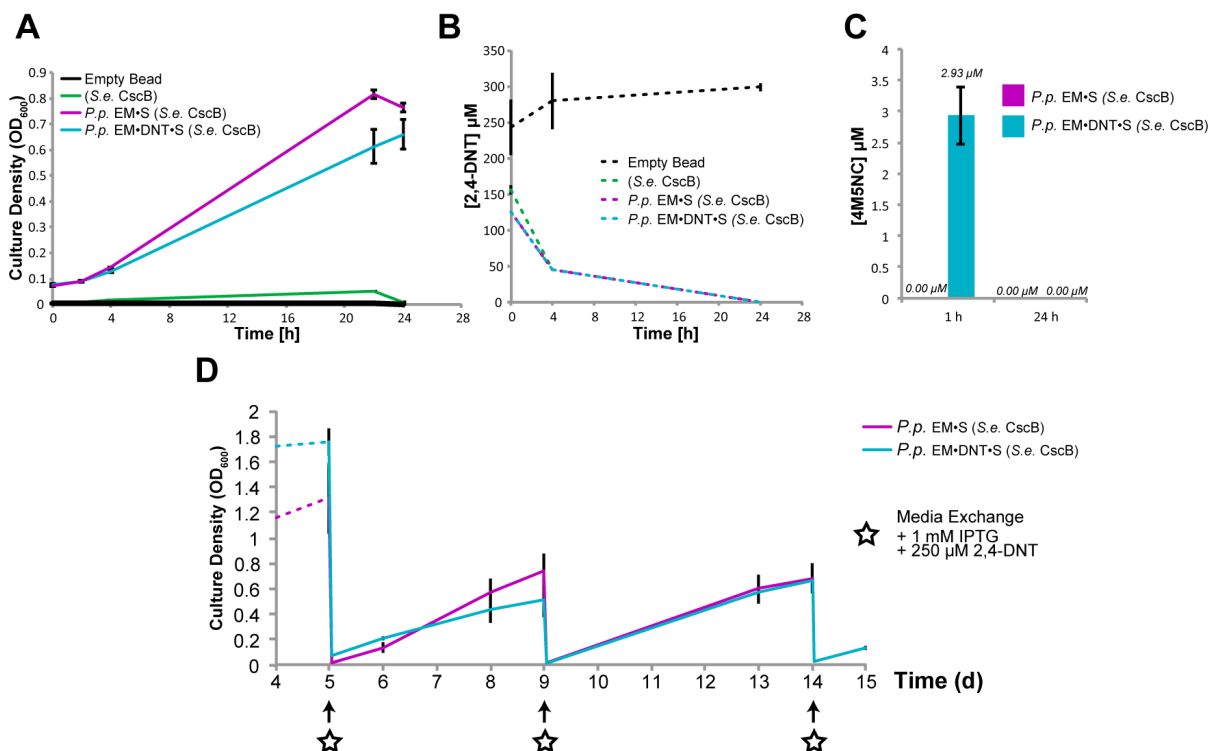 A
Culture Density (OD600)
0.9
0.8
0.7
0.6
0.5
0.4
0.3
0.2
0.1
0
0 4 8 12 16 20 24 28
Time [h]
Empty Bead
(S.e. CscB)
P.p. EM•S (S.e. CscB)
P.p. EM•DNT•S (S.e. CscB)
B
[2,4-DNT] µM
350
300
250
200
150
100
50
0
0 4 8 12 16 20 24 28
Time [h]
Empty Bead
(S.e. CscB)
P.p. EM•S (S.e. CscB)
P.p. EM•DNT•S (S.e. CscB)
C
[4M5NC] µM
4
3.5
3
2.5
2
1.5
1
0.5
0
2.93 µM
0.00 µM 0.00 µM 0.00 µM
1 h 24 h
P.p. EM•S (S.e. CscB)
P.p. EM•DNT•S (S.e. CscB)
D
Culture Density (OD600)
2
1.8
1.6
1.4
1.2
1
0.8
0.6
0.4
0.2
0
4 5 6 7 8 9 10 11 12 13 14 15
Time (d)
P.p. EM•S (S.e. CscB)
P.p. EM•DNT•S (S.e. CscB)
Media Exchange
+ 1 mM IPTG
+ 250 µM 2,4-DNT